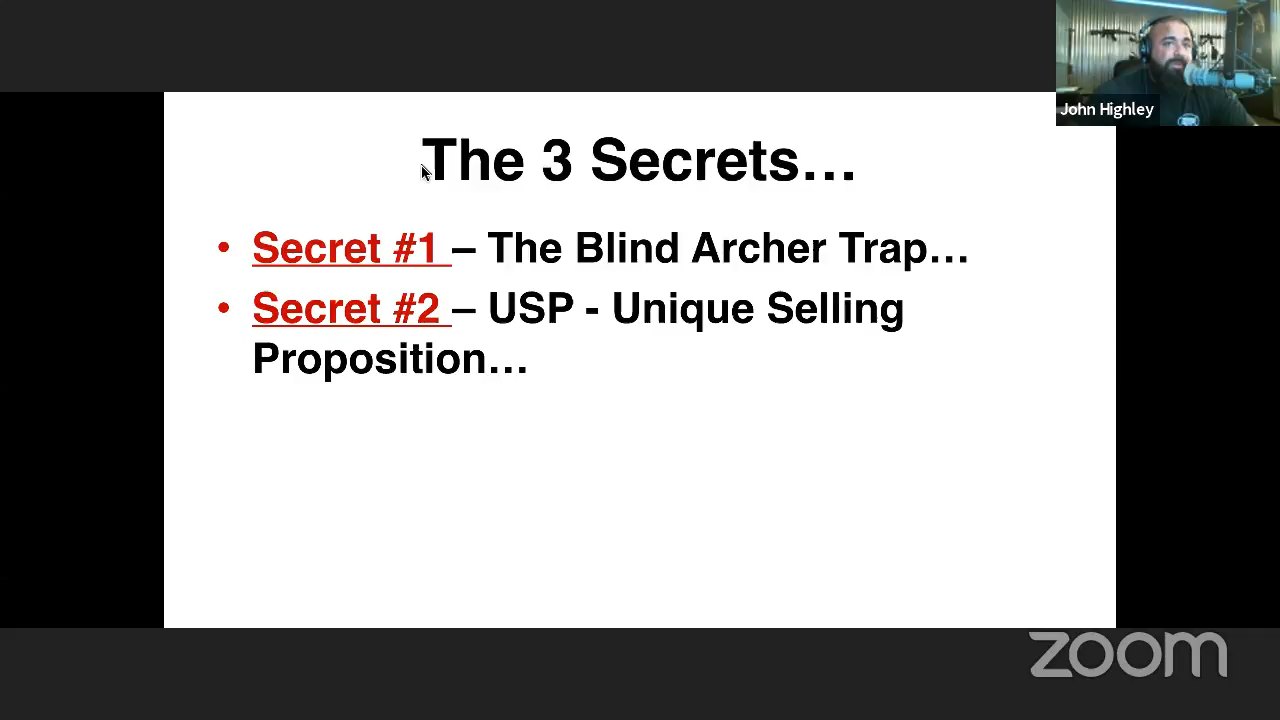 John Highley
The 3 Secrets…
• Secret #1 – The Blind Archer Trap…
• Secret #2 – USP - Unique Selling
Proposition…
zoom